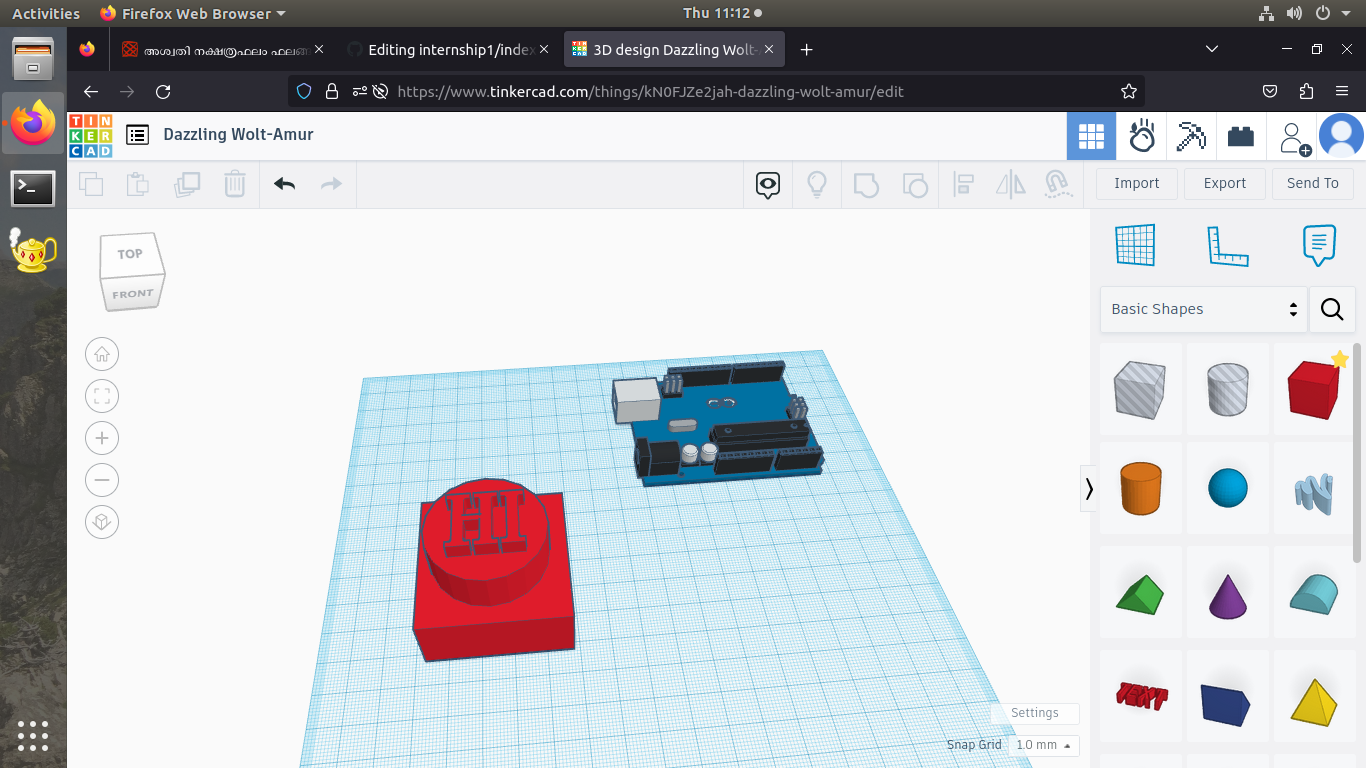 Activities
Firefox Web Browser
Thu 11:12
അശ്വതി നക്ഷത്രഫലം ഫലങ
Editing internship1/index
3D design Dazzling Wolt-
https://www.tinkercad.com/things/kN0FJZe2jah-dazzling-wolt-amur/edit
TIN
KER
CAD
Dazzling Wolt-Amur
Import
Export
Send To
TOP
FRONT
Basic Shapes
TEXT
Settings
Snap Grid
1.0 mm